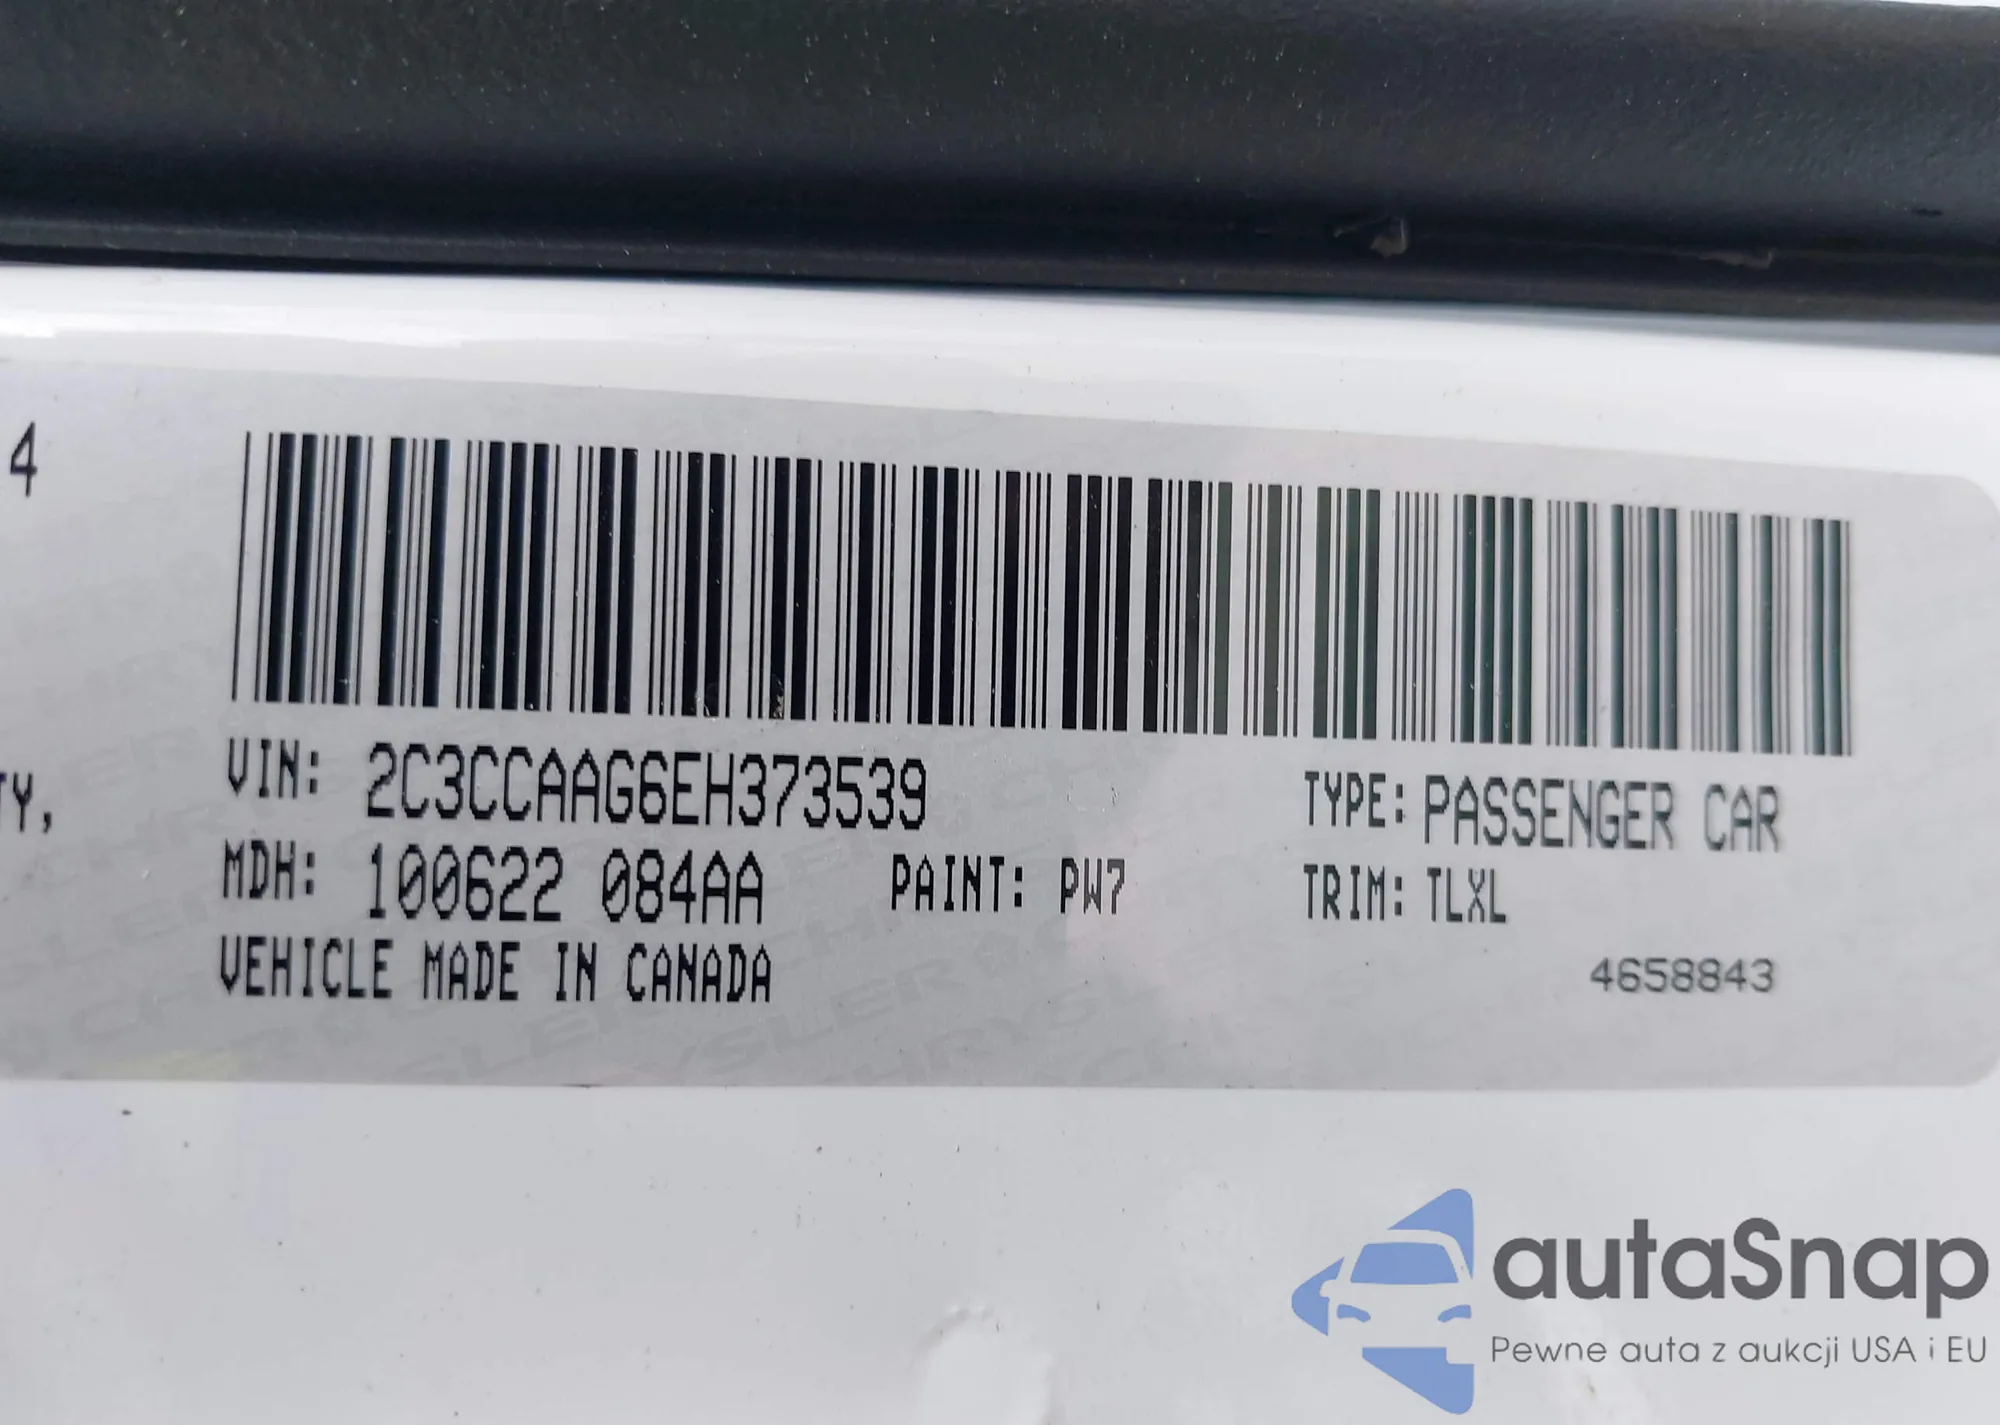 4
TY,
VIN: 2C3CCAAG6EH373539
TYPE: PASSENGER CAR
MDH: 100622 084AA
PAINT: PW7
TRIM: TLXL
VEHICLE MADE IN CANADA
4658843
autaSnap
Pewne auta z aukcji USA i EU